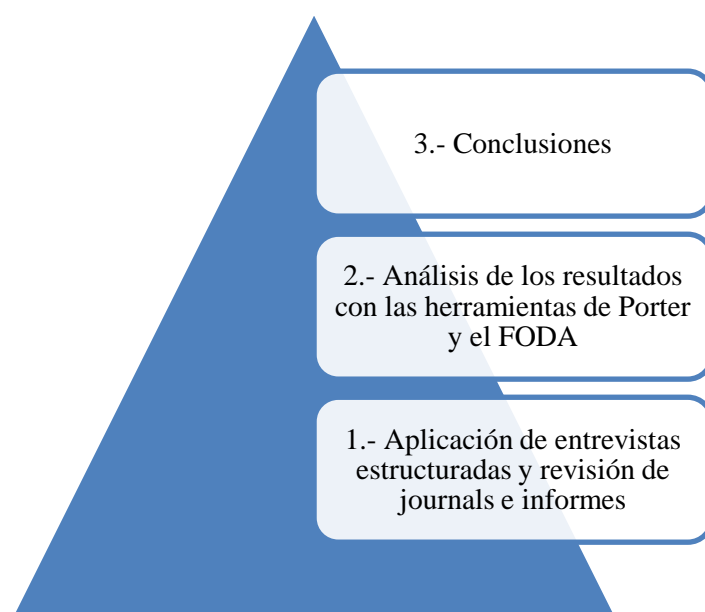 3.- Conclusiones
2.- Análisis de los resultados
con las herramientas de Porter
y el FODA
1.- Aplicación de entrevistas
estructuradas y revisión de
journals e informes